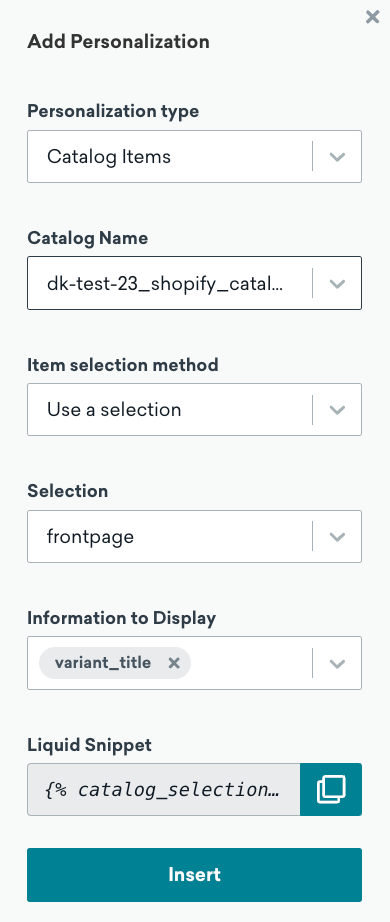 Add Personalization
Personalization type
Catalog Items
Catalog Name
dk-test-23_shopify_catal...
Item selection method
Use a selection
Selection
frontpage
Information to Display
variant_title
Liquid Snippet
{% catalog_selection…
Insert